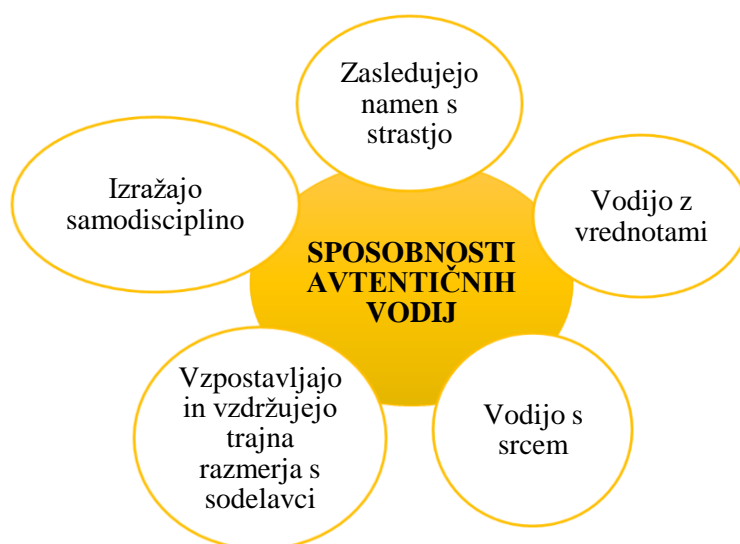 Zasledujejo
namen s
strastjo
Izražajo
samodisciplino
Vodijo z
vrednotami
SPOSOBNOSTI
AVTENTIČNIH
VODIJ
Vzpostavljajo
in vzdržujejo
trajna
razmerja s
sodelavci
Vodijo s
srcem